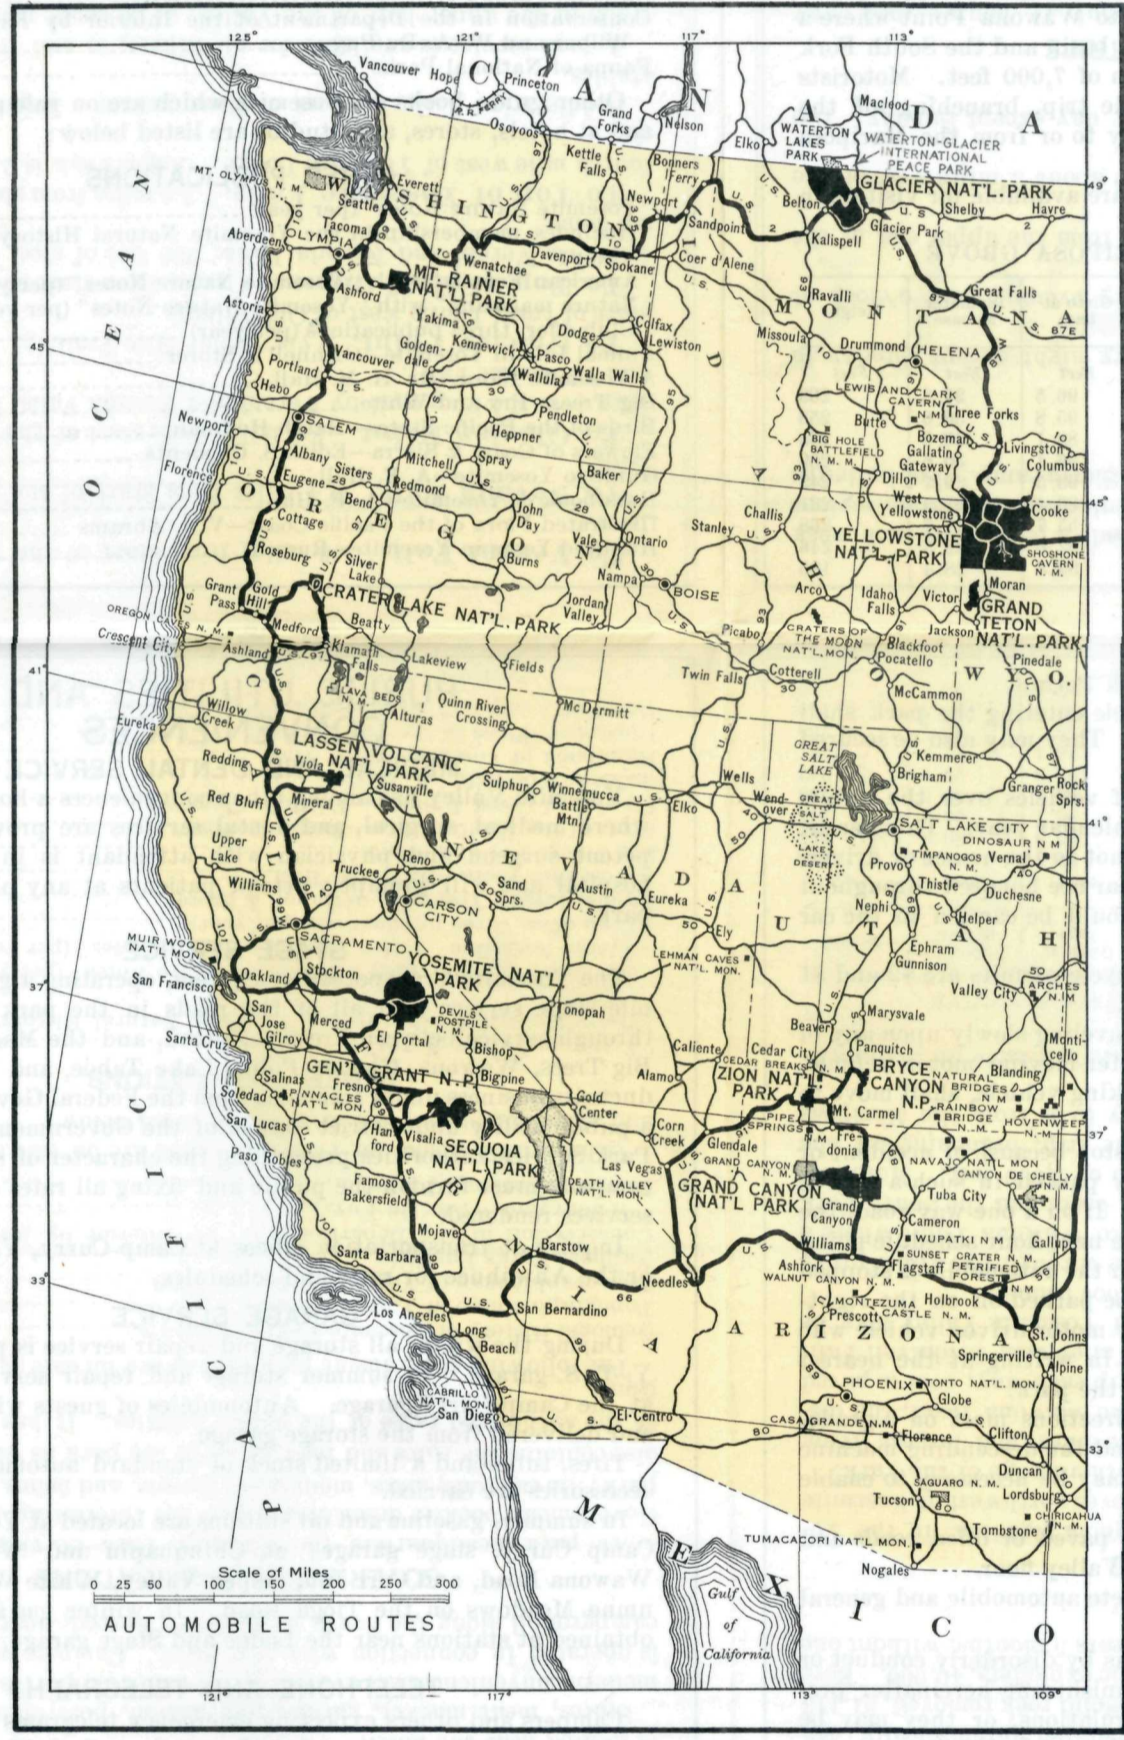 125°
121°
117°
113°
CANADA
Vancouver
Hope
Princeton
Osoyoos
Grand
Forks
Nelson
Macleod
Elko
WATERTON
LAKES
PARK
WATERTON-GLACIER
INTERNATIONAL
PEACE PARK
49°
MT. OLYMPUS N. M.
WASHINGTON
Everett
Seattle
Kettle
Falls
Bonners
Ferry
Newport
Belton
GLACIER NAT'L. PARK
Shelby
Havre
Glacier Park
Sandpoint
Kalispell
Tacoma
Aberdeen
OLYMPIA
Wenatchee
Davenport
Spokane
Coer d'Alene
MT. RAINIER
NAT'L. PARK
Ashford
Astoria
Yakima
Ravalli
Great Falls
MONTANA
Colfax
Dodge
Lewiston
Missoula
Drummond
HELENA
45°
Golden-
dale
Kennewick
Pasco
Walla Walla
Wallula
Vancouver
Portland
Hebo
LEWIS AND CLARK
CAVERN
N.M.
Three Forks
Butte
Bozeman
Livingston
Columbus
Gallatin
Gateway
BIG HOLE
BATTLEFIELD
N. M.
Dillon
West
Yellowstone
Cooke
45°
Newport
SALEM
Pendleton
Heppner
Albany
Sisters
Mitchell
Spray
Baker
Florence
Eugene
Redmond
Bend
OREGON
John
Day
Cottage
Burns
Vale
Ontario
Stanley
Challis
YELLOWSTONE
NAT'L. PARK
SHOSHONE
CAVERN
N. M.
Roseburg
Silver
Lake
Nampa
BOISE
IDAHO
Arco
Idaho
Falls
Victor
Moran
GRAND
TETON
NAT'L. PARK
Jackson
Grant
Pass
Gold
Hill
CRATER LAKE NAT'L. PARK
Jordan
Valley
OREGON CAVES N. M.
Crescent City
Medford
Beatty
Ashland
Klamath
Falls
Lakeview
Fields
Picabo
CRATERS OF
THE MOON
NAT'L. MON.
Blackfoot
Pocatello
Pinedale
WYO.
41°
Twin Falls
Cotterell
McCammon
LAVA BEDS
N. M.
Willow
Creek
Eureka
Alturas
Quinn River
Crossing
McDermitt
GREAT
SALT
LAKE
Kemmerer
Brigham
Granger
Rock
Sprs.
Redding
Viola
LASSEN VOLCANIC
NAT'L. PARK
Susanville
Mineral
Red Bluff
Sulphur
Winnemucca
Battle
Mtn.
Elko
Wells
Wend-
over
GREAT
SALT
LAKE
DESERT
SALT LAKE CITY
41°
DINOSAUR N M
TIMPANOGOS
N. M.
Vernal
Provo
Upper
Lake
Reno
Truckee
NEVADA
Williams
Sand
Sprs.
Austin
Eureka
Thistle
Duchesne
Nephi
Helper
CARSON
CITY
Ely
UTAH
Ephram
Gunnison
LEHMAN CAVES
NAT'L. MON.
SACRAMENTO
MUIR WOODS
NAT'L MON.
YOSEMITE NAT'L
PARK
San Francisco
Oakland
Stockton
37°
Valley City
ARCHES
N.M
DEVILS
POSTPILE
N. M.
Tonopah
San
Jose
Merced
El Portal
Santa Cruz
Gilroy
Bishop
Marysvale
Beaver
Panquitch
Monti-
cello
Caliente
Cedar City
CEDAR BREAKS
N. M.
Alamo
ZION NAT'L
PARK
BRYCE
CANYON
N.P.
NATURAL
BRIDGES
N M
Blanding
Salinas
Soledad
PINNACLES
NAT'L MON.
GEN'L GRANT N. P.
Fresno
Bigpine
Gold
Center
RAINBOW
BRIDGE
N. M.
HOVENWEEP
N. M.
Mt. Carmel
PIPE
SPRINGS
N. M.
Fre-
donia
37°
San Lucas
Han-
ford
Visalia
Corn
Creek
Glendale
SEQUOIA
NAT'L PARK
GRAND CANYON
N. M.
NAVAJO NAT'L MON
CANYON DE CHELLY
N. M.
Paso Robles
Las Vegas
DEATH VALLEY
NAT'L. MON.
GRAND CANYON
NAT'L PARK
Tuba City
Famoso
Bakersfield
Grand
Canyon
Cameron
WUPATKI N M
Gallup
SUNSET CRATER N. M.
Mojave
Barstow
Williams
Flagstaff
PETRIFIED
FOREST
N M
Ashfork
WALNUT CANYON N. M.
Santa Barbara
33°
Needles
Holbrook
MONTEZUMA
CASTLE N. M.
Prescott
Los Angeles
San Bernardino
St. Johns
Springerville
ARIZONA
Long
Beach
Alpine
PHOENIX
TONTO NAT'L MON.
Globe
CABRILLO
NAT'L. MON.
San Diego
El-Centro
CASA GRANDE N.M.
Florence
Clifton
33°
Duncan
SAGUARO N. M.
Lordsburg
Tucson
CHIRICAHUA
N. M.
TUMACACORI NAT'L MON.
Tombstone
Nogales
MEXICO
Gulf
of
California
PACIFIC OCEAN
Scale of Miles
0 25 50 100 150 200 250 300
AUTOMOBILE ROUTES
121°
117°
113°
109°